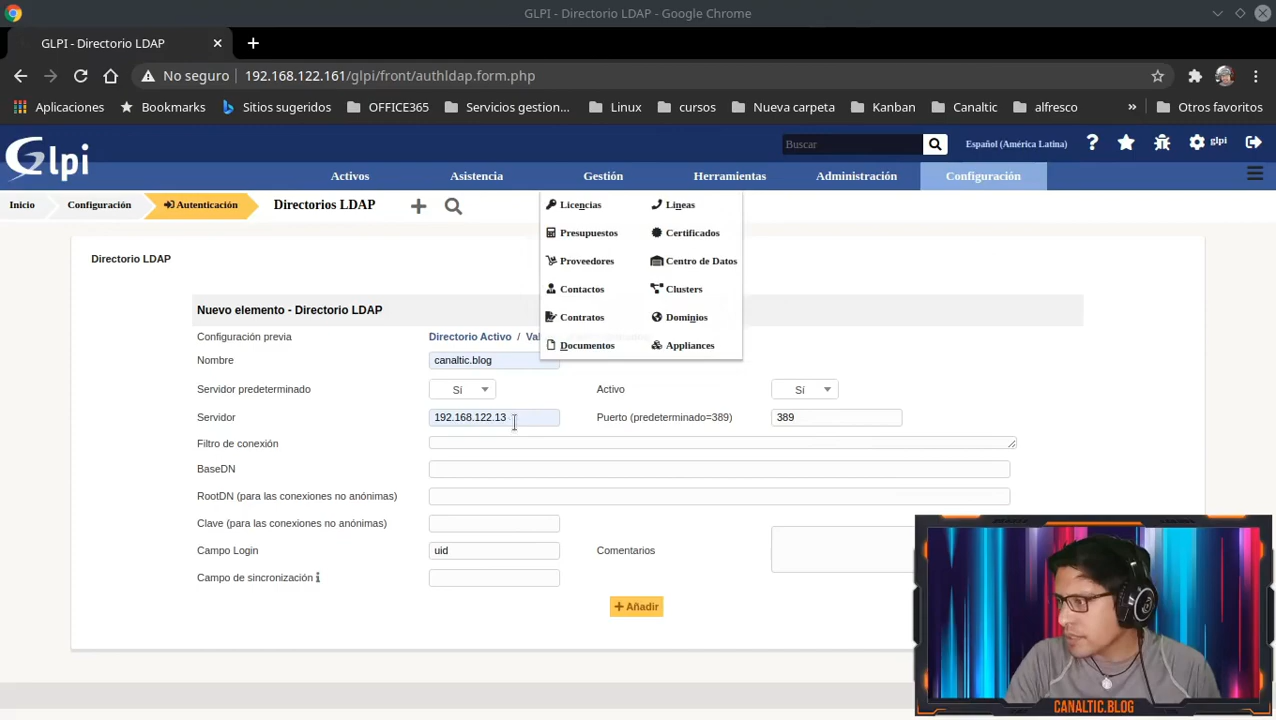 GLPI - Directorio LDAP - Google Chrome
GLPI - Directorio LDAP
No seguro 192.168.122.161/glpi/front/authldap.form.php
Aplicaciones Bookmarks Sitios sugeridos OFFICE365 Servicios gestion... Linux cursos Nueva carpeta Kanban Canaltic alfresco » Otros favoritos
Glpi Buscar Español (América Latina) ? glpi
Activos Asistencia Gestión Herramientas Administración Configuración
Inicio Configuración Autenticación Directorios LDAP
Licencias Líneas
Presupuestos Certificados
Proveedores Centro de Datos
Contactos Clusters
Contratos Dominios
Documentos Appliances
Directorio LDAP
Nuevo elemento - Directorio LDAP
Configuración previa Directorio Activo /
Nombre canaltic.blog
Servidor predeterminado Sí Activo Sí
Servidor 192.168.122.13 Puerto (predeterminado=389) 389
Filtro de conexión
BaseDN
RootDN (para las conexiones no anónimas)
Clave (para las conexiones no anónimas)
Campo Login uid Comentarios
Campo de sincronización
+ Añadir
CANALTIC.BLOG